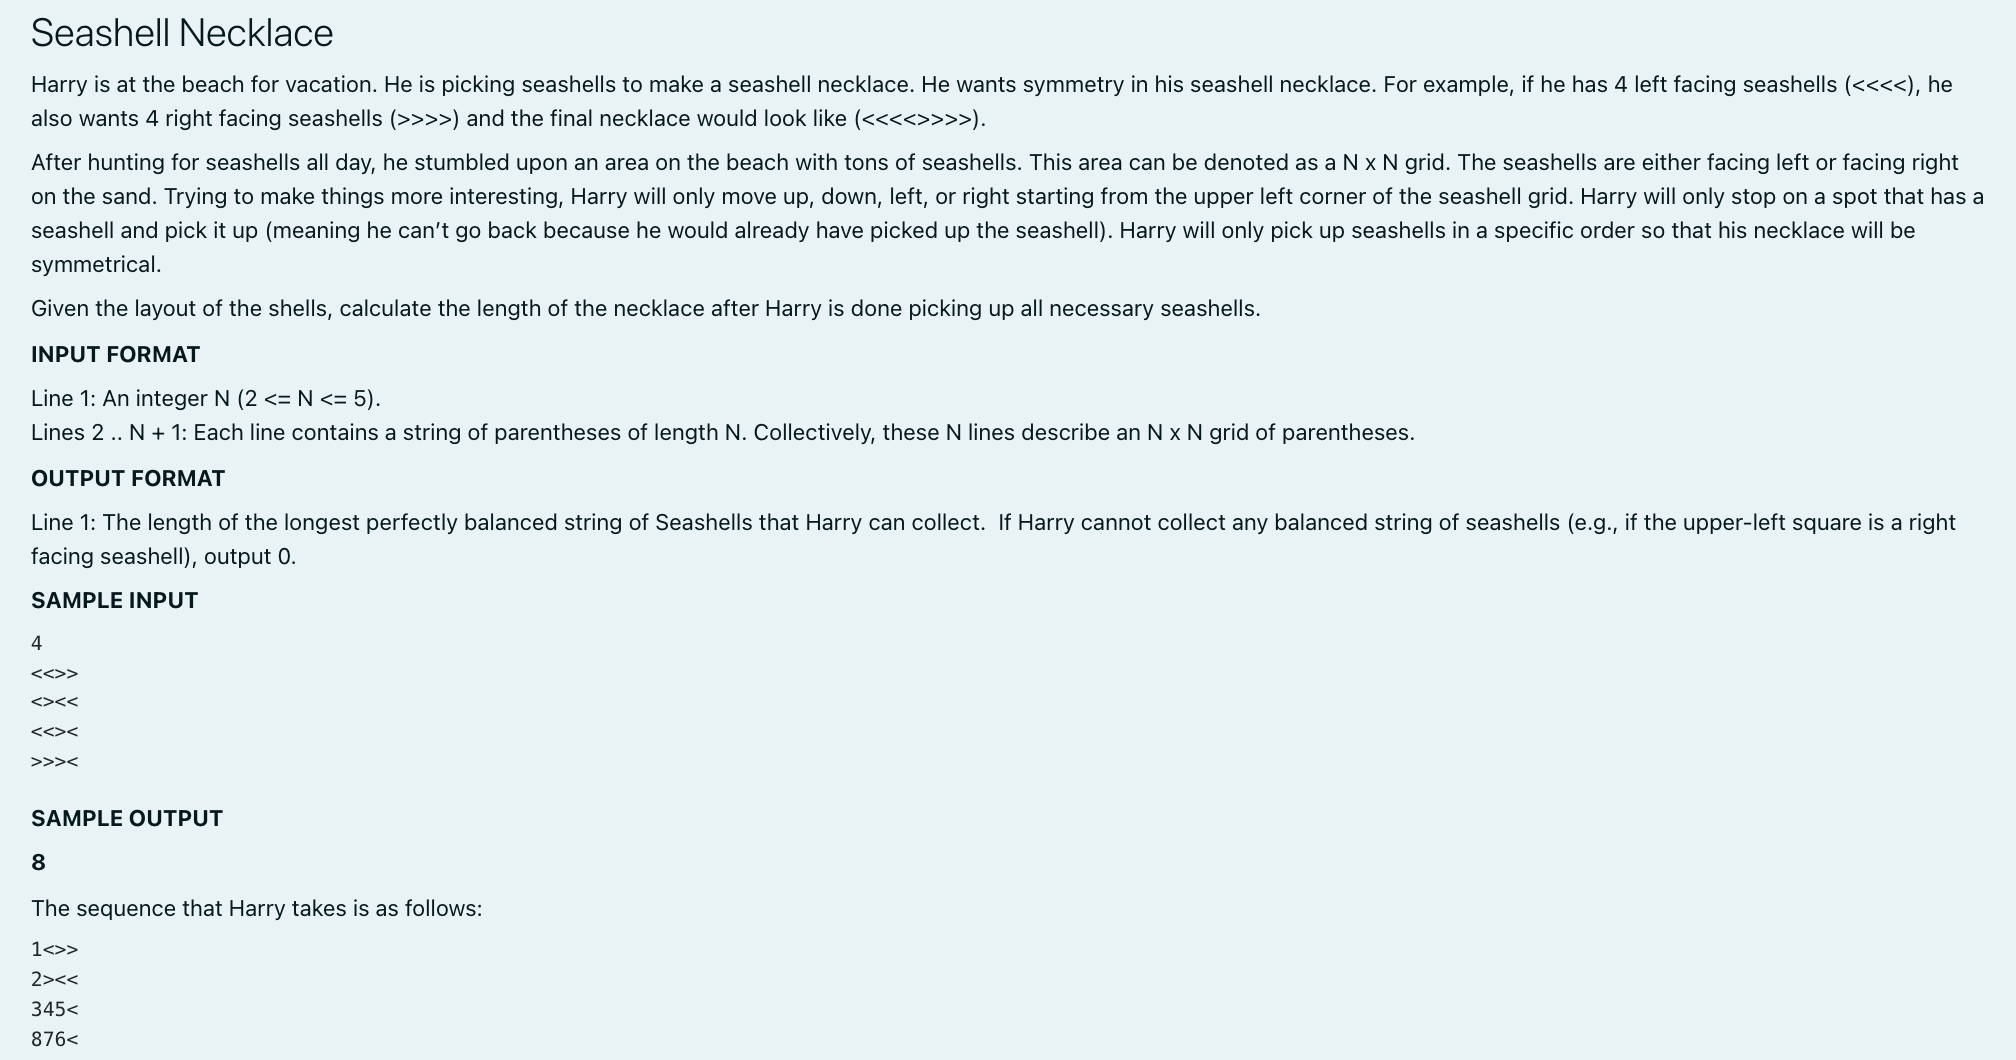 Seashell Necklace
Harry is at the beach for vacation. He is picking seashells to make a seashell necklace. He wants symmetry in his seashell necklace. For example, if he has 4 left facing seashells (<<<<), he
also wants 4 right facing seashells (>>>>) and the final necklace would look like (<<<<>>>>).
After hunting for seashells all day, he stumbled upon an area on the beach with tons of seashells. This area can be denoted as a N x N grid. The seashells are either facing left or facing right
on the sand. Trying to make things more interesting, Harry will only move up, down, left, or right starting from the upper left corner of the seashell grid. Harry will only stop on a spot that has a
seashell and pick it up (meaning he can’t go back because he would already have picked up the seashell). Harry will only pick up seashells in a specific order so that his necklace will be
symmetrical.
Given the layout of the shells, calculate the length of the necklace after Harry is done picking up all necessary seashells.
INPUT FORMAT
Line 1: An integer N (2 <= N <= 5).
Lines 2 .. N + 1: Each line contains a string of parentheses of length N. Collectively, these N lines describe an N x N grid of parentheses.
OUTPUT FORMAT
Line 1: The length of the longest perfectly balanced string of Seashells that Harry can collect.  If Harry cannot collect any balanced string of seashells (e.g., if the upper-left square is a right
facing seashell), output 0.
SAMPLE INPUT
4
<<>>
<><<
<<><
>>><
SAMPLE OUTPUT
8
The sequence that Harry takes is as follows:
1<>>
2><<
345<
876<